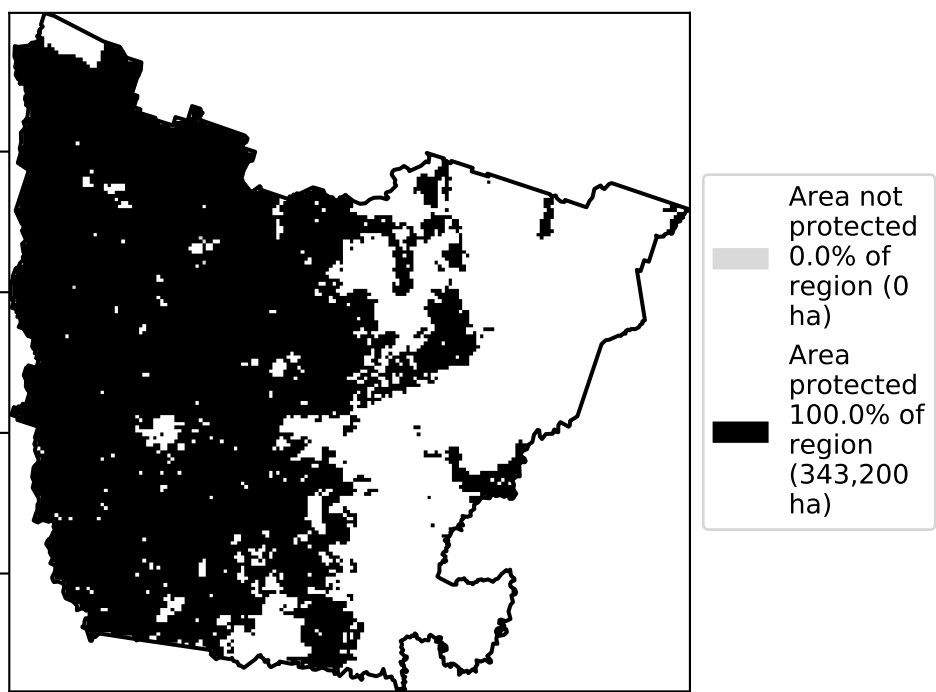 Area not
protected
0.0% of
region (0
ha)
Area
protected
100.0% of
region
(343,200
ha)